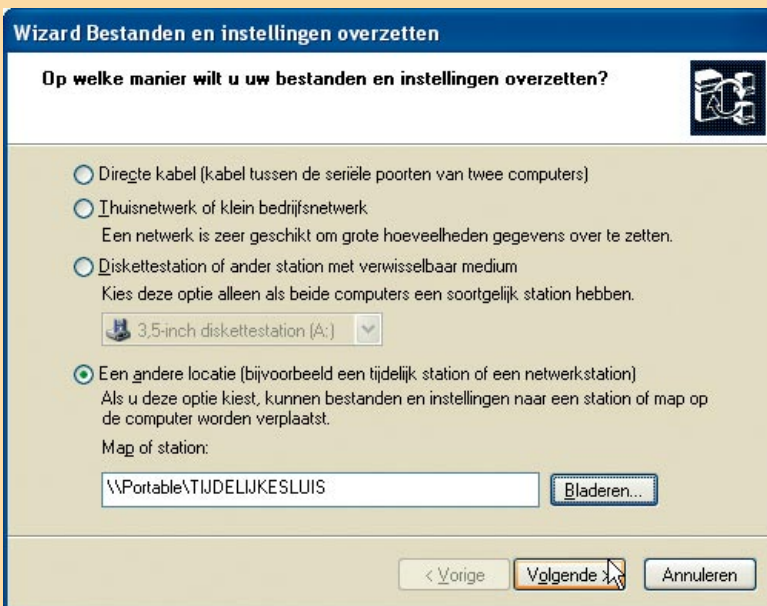 Wizard Bestanden en instellingen overzetten
Op welke manier wilt u uw bestanden en instellingen overzetten?
Directe kabel (kabel tussen de seriële poorten van twee computers)
Thuisnetwerk of klein bedrijfsnetwerk
Een netwerk is zeer geschikt om grote hoeveelheden gegevens over te zetten.
Diskettestation of ander station met verwisselbaar medium
Kies deze optie alleen als beide computers een soortgelijk station hebben.
3,5-inch diskettestation (A:)
Een andere locatie (bijvoorbeeld een tijdelijk station of een netwerkstation)
Als u deze optie kiest, kunnen bestanden en instellingen naar een station of map op
de computer worden verplaatst.
Map of station:
\\Portable\TIJDELIJKESLUIS
Bladeren...
< Vorige
Volgende >
Annuleren